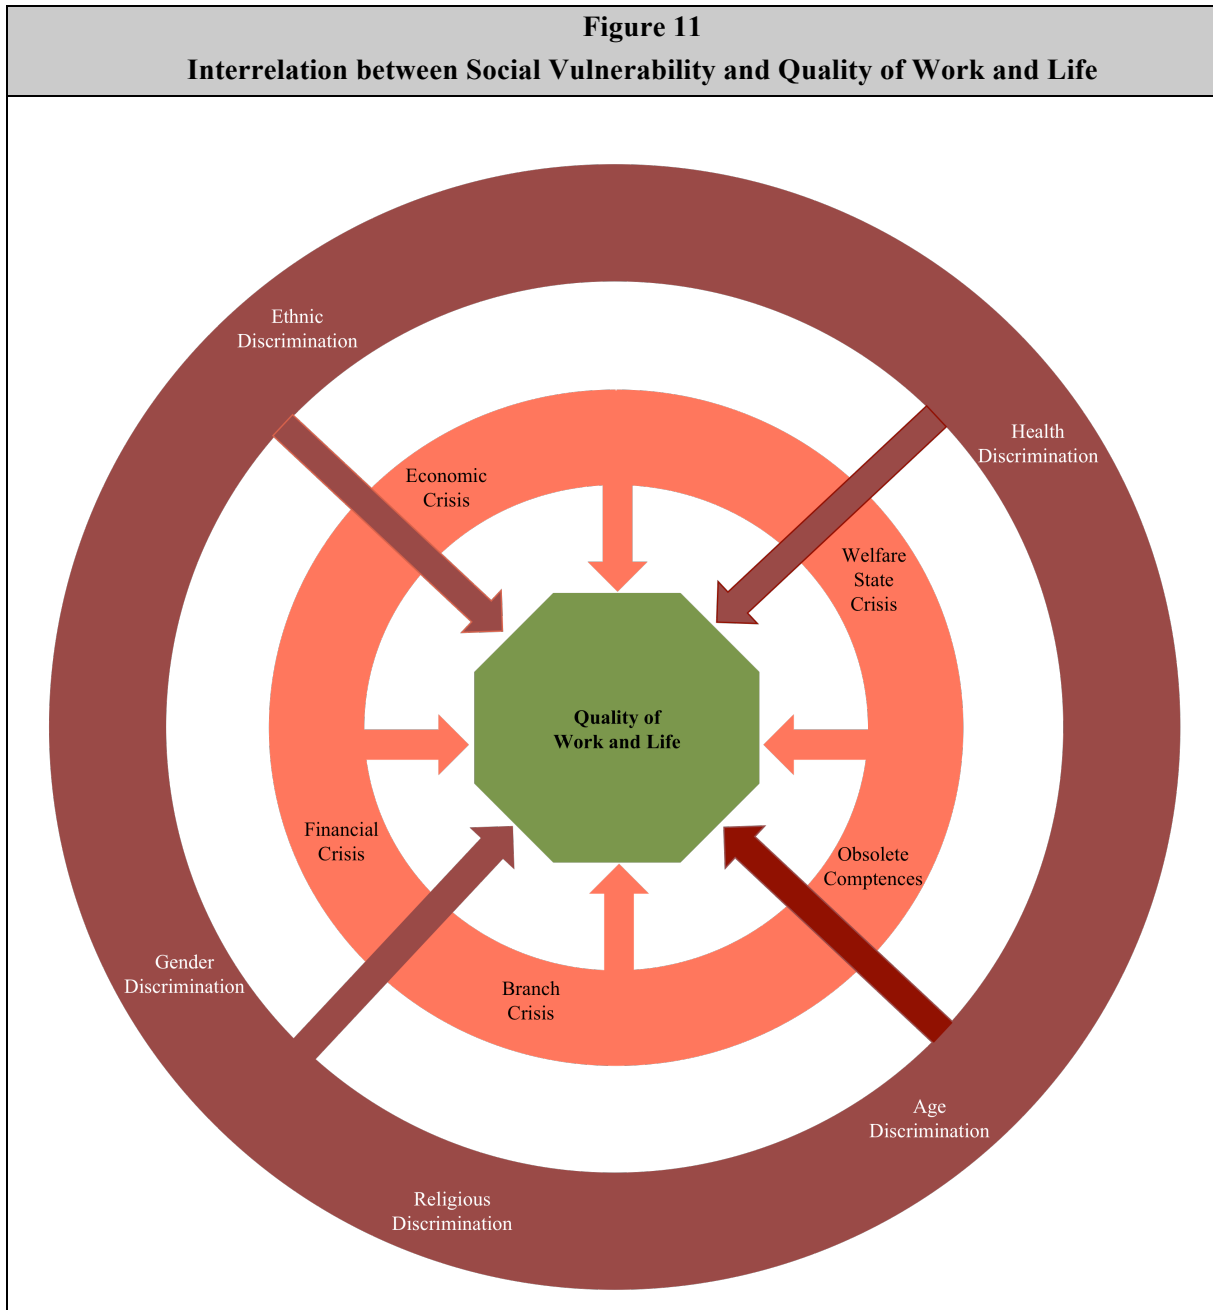 Figure 11
Interrelation between Social Vulnerability and Quality of Work and Life
Ethnic
Discrimination
Health
Discrimination
Economic
Crisis
Welfare
State
Crisis
Quality of
Work and Life
Financial
Crisis
Obsolete
Comptences
Gender
Discrimination
Branch
Crisis
Age
Discrimination
Religious
Discrimination